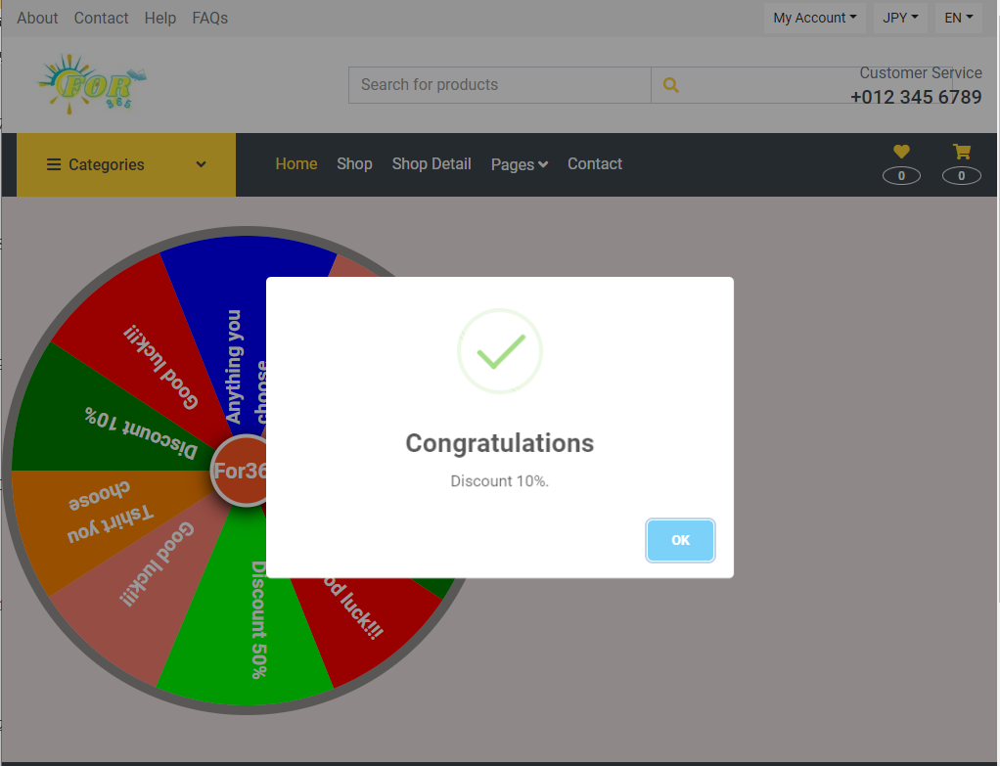 About Contact Help FAQs
My Account JPY EN
FOR
365
Search for products
Customer Service
+012 345 6789
Categories
Home Shop Shop Detail Pages Contact
0 0
Anything you
choose
Good luck!!!
Discount 10%
Tshirt you
choose
Good luck!!!
Discount 50%
luck!!!
Congratulations
Discount 10%.
OK